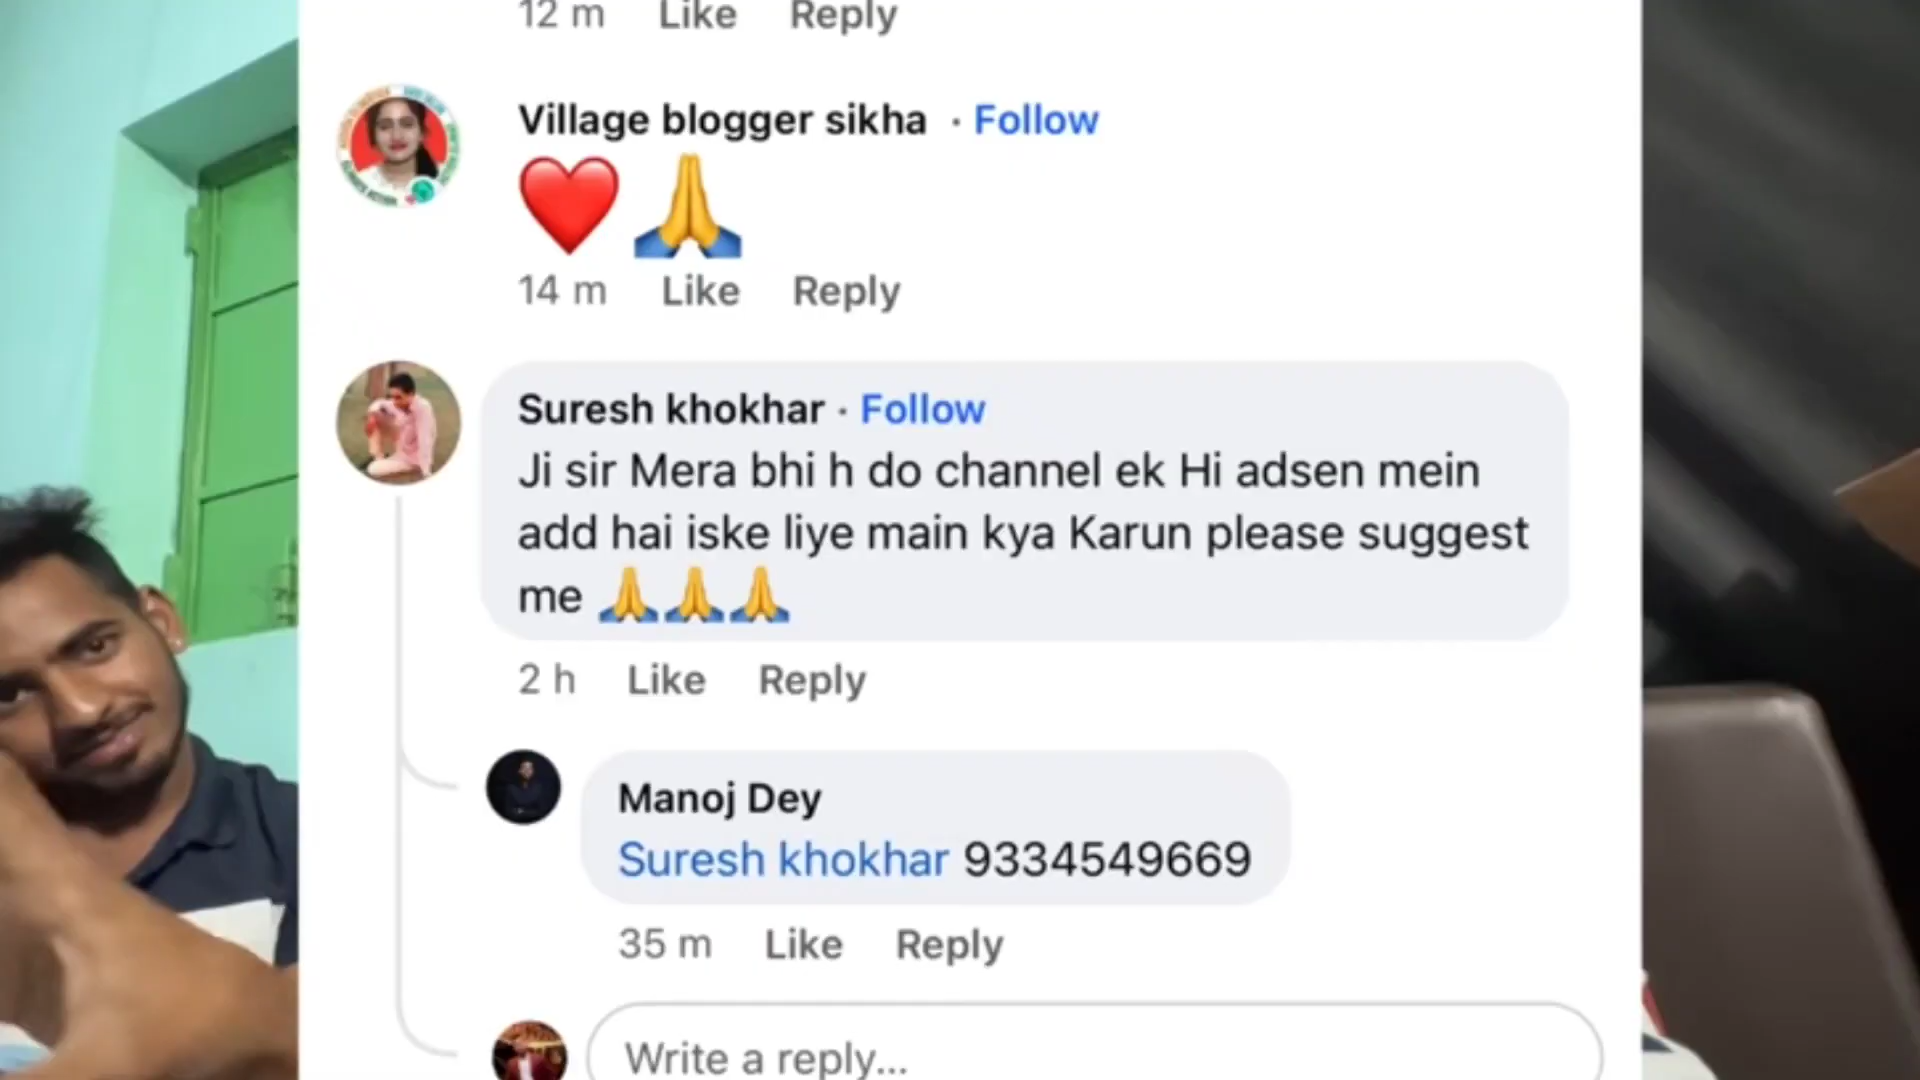 12 m Like Reply
Village blogger sikha · Follow
❤️🙏
14 m Like Reply
Suresh khokhar · Follow
Ji sir Mera bhi h do channel ek Hi adsen mein
add hai iske liye main kya Karun please suggest
me 🙏🙏🙏
2 h Like Reply
Manoj Dey
Suresh khokhar 9334549669
35 m Like Reply
Write a reply...